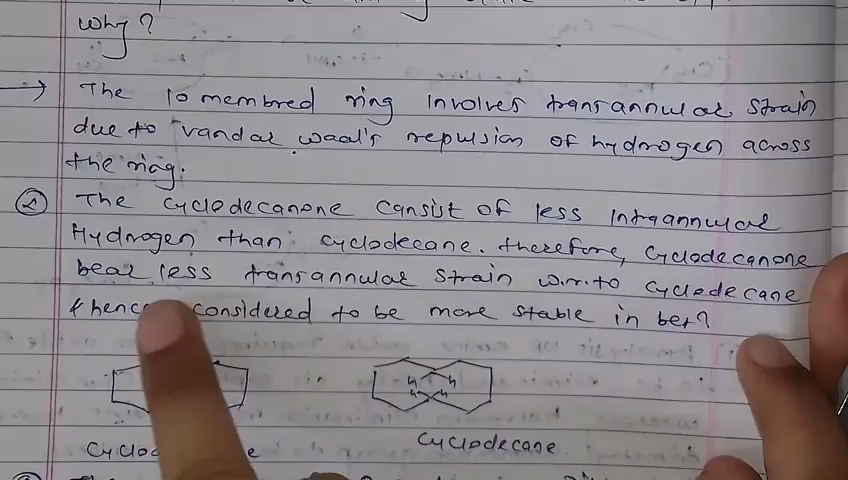 why?
→ The 10 membred ring involves transannular strain
due to vandar waal's repulsion of hydrogen across
the ring.
② The cyclodecanone consist of less intraannular
Hydrogen than cyclodecane. therefore, cyclodecanone
bear less transannular strain w.r.to cyclodecane
& hence considered to be more stable in betn
H H
H H
Cyclodecane